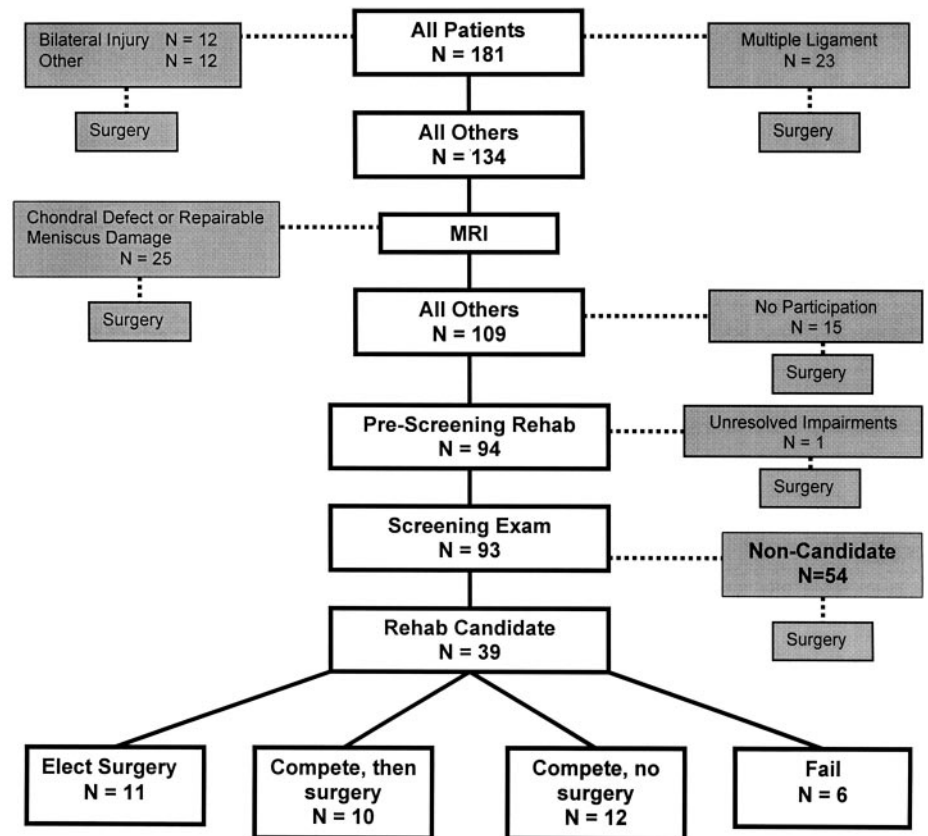 All Patients
N = 181
Bilateral Injury N = 12
Other N = 12
Surgery
Multiple Ligament
N = 23
Surgery
All Others
N = 134
MRI
Chondral Defect or Repairable
Meniscus Damage
N = 25
Surgery
All Others
N = 109
No Participation
N = 15
Surgery
Pre-Screening Rehab
N = 94
Unresolved Impairments
N = 1
Surgery
Screening Exam
N = 93
Non-Candidate
N=54
Surgery
Rehab Candidate
N = 39
Elect Surgery
N = 11
Compete, then
surgery
N = 10
Compete, no
surgery
N = 12
Fail
N = 6